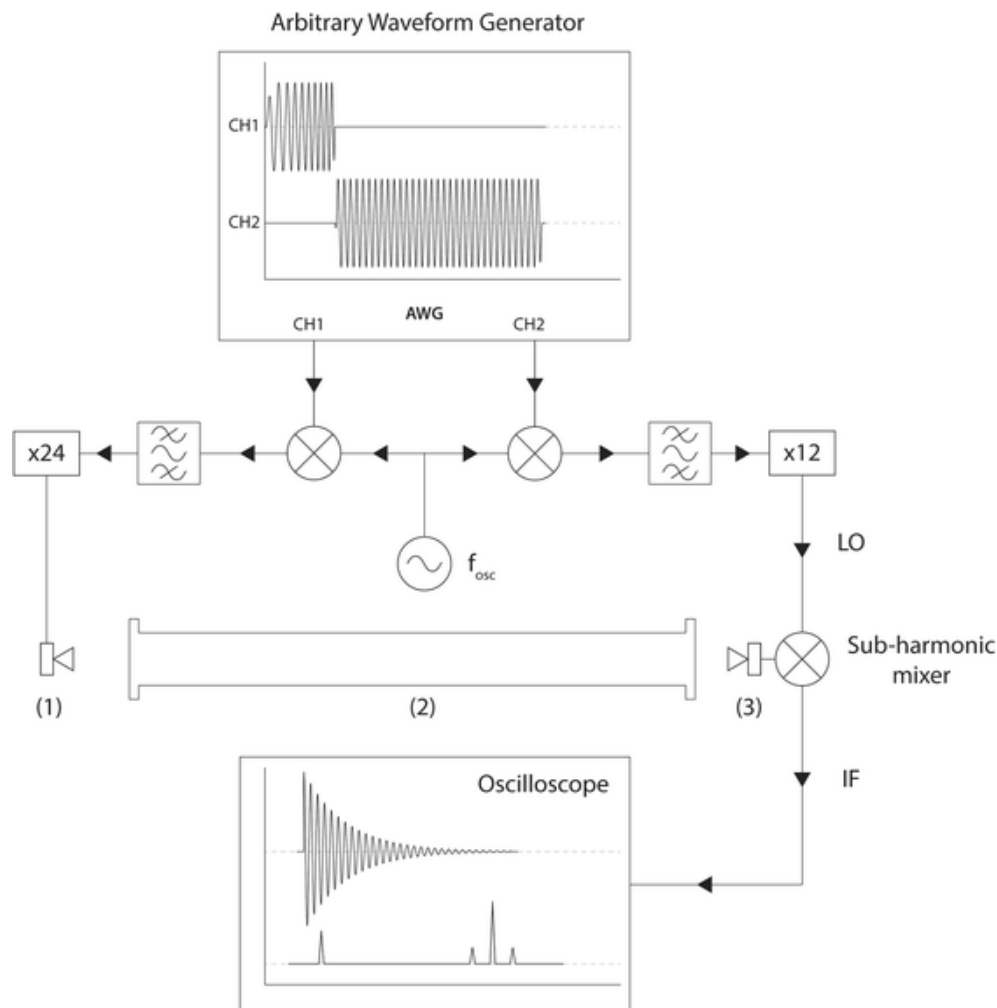 Arbitrary Waveform Generator
CH1
CH2
AWG
CH1
CH2
x24
x12
fosc
LO
Sub-harmonic
mixer
(1)
(2)
(3)
IF
Oscilloscope